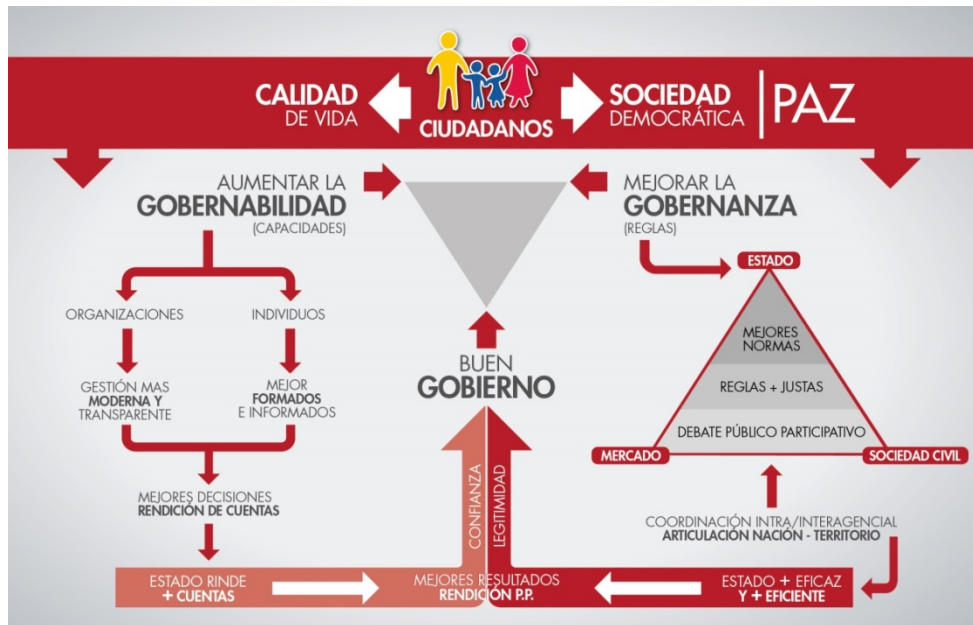 CALIDAD
DE VIDA
CIUDADANOS
SOCIEDAD
DEMOCRÁTICA
PAZ
AUMENTAR LA
GOBERNABILIDAD
(CAPACIDADES)
ORGANIZACIONES
INDIVIDUOS
GESTIÓN MAS
MODERNA Y
TRANSPARENTE
MEJOR
FORMADOS
E INFORMADOS
MEJORES DECISIONES
RENDICIÓN DE CUENTAS
ESTADO RINDE
+ CUENTAS
BUEN
GOBIERNO
CONFIANZA
LEGITIMIDAD
MEJORES RESULTADOS
RENDICIÓN P.P.
MEJORAR LA
GOBERNANZA
(REGLAS)
ESTADO
MEJORES
NORMAS
REGLAS + JUSTAS
DEBATE PÚBLICO PARTICIPATIVO
MERCADO
SOCIEDAD CIVIL
COORDINACIÓN INTRA/INTERAGENCIAL
ARTICULACIÓN NACIÓN - TERRITORIO
ESTADO + EFICAZ
Y + EFICIENTE